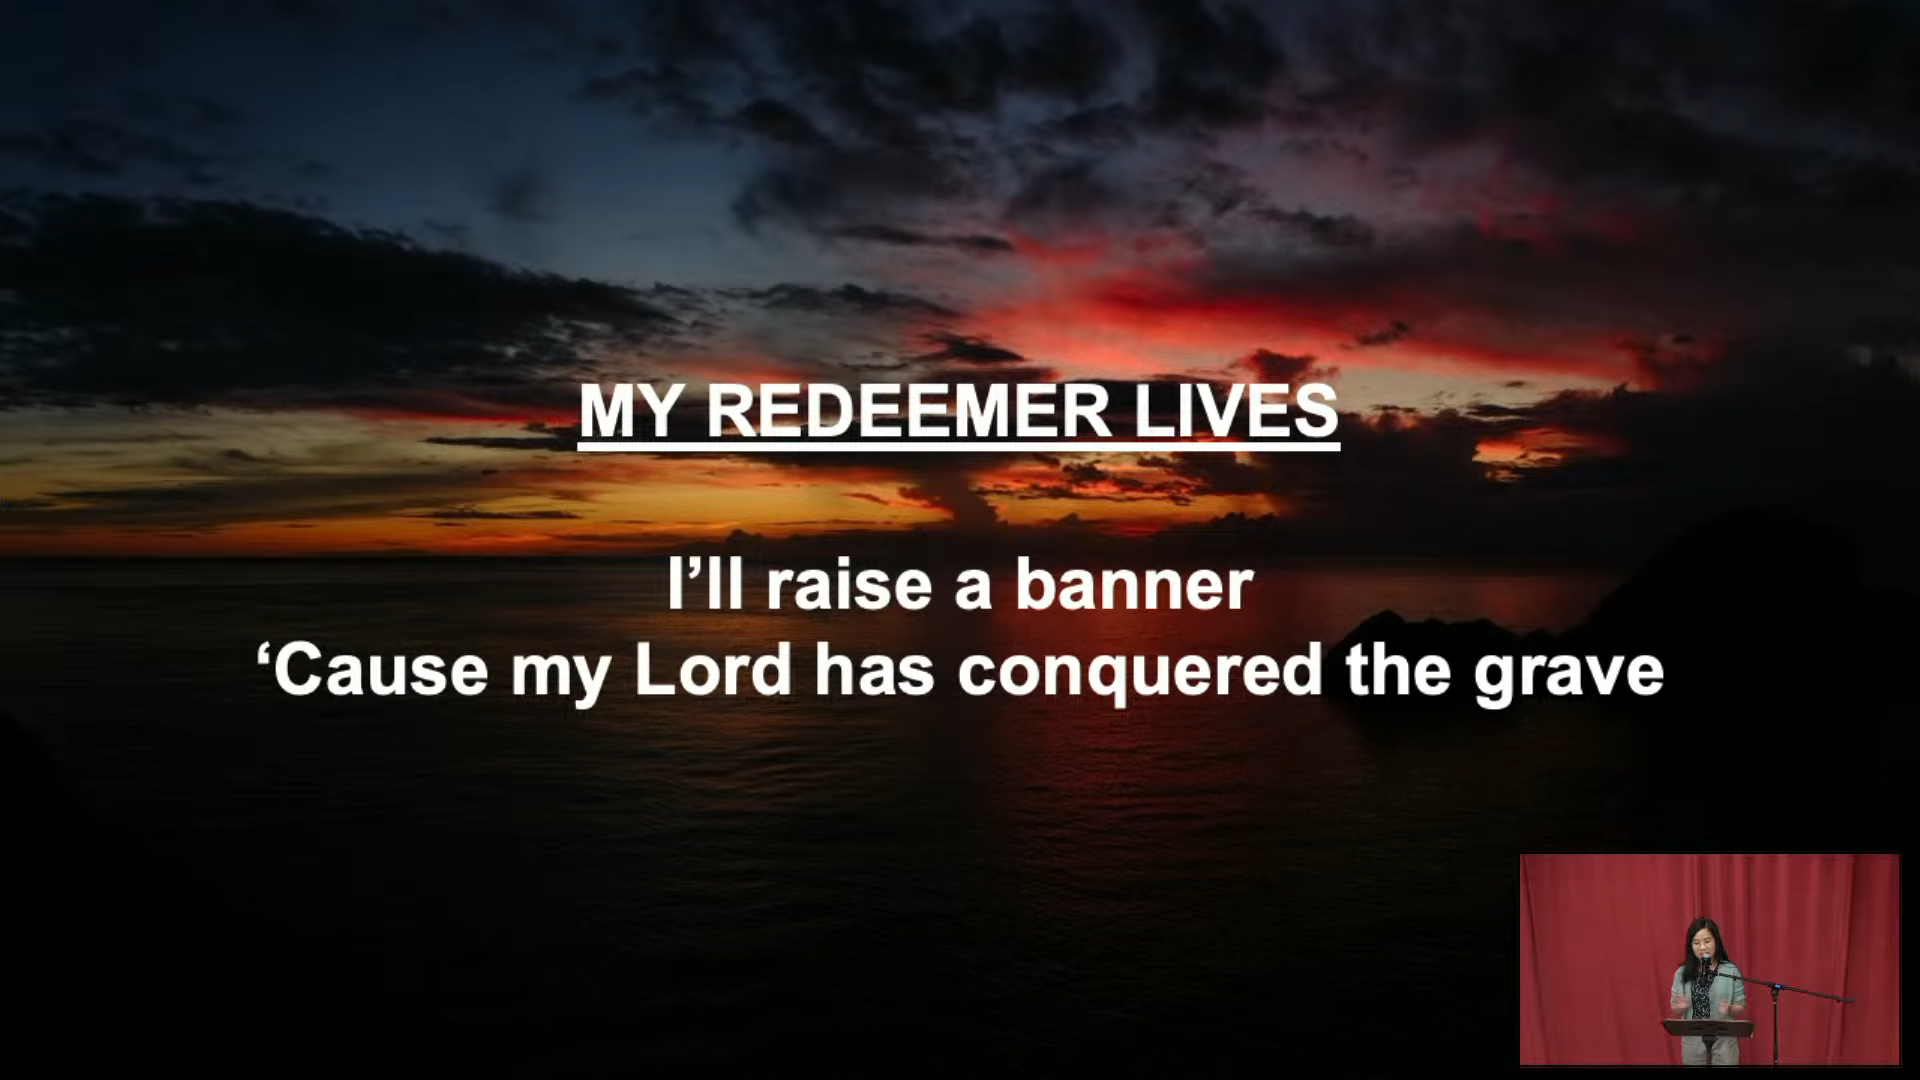 MY REDEEMER LIVES
I’ll raise a banner
‘Cause my Lord has conquered the grave